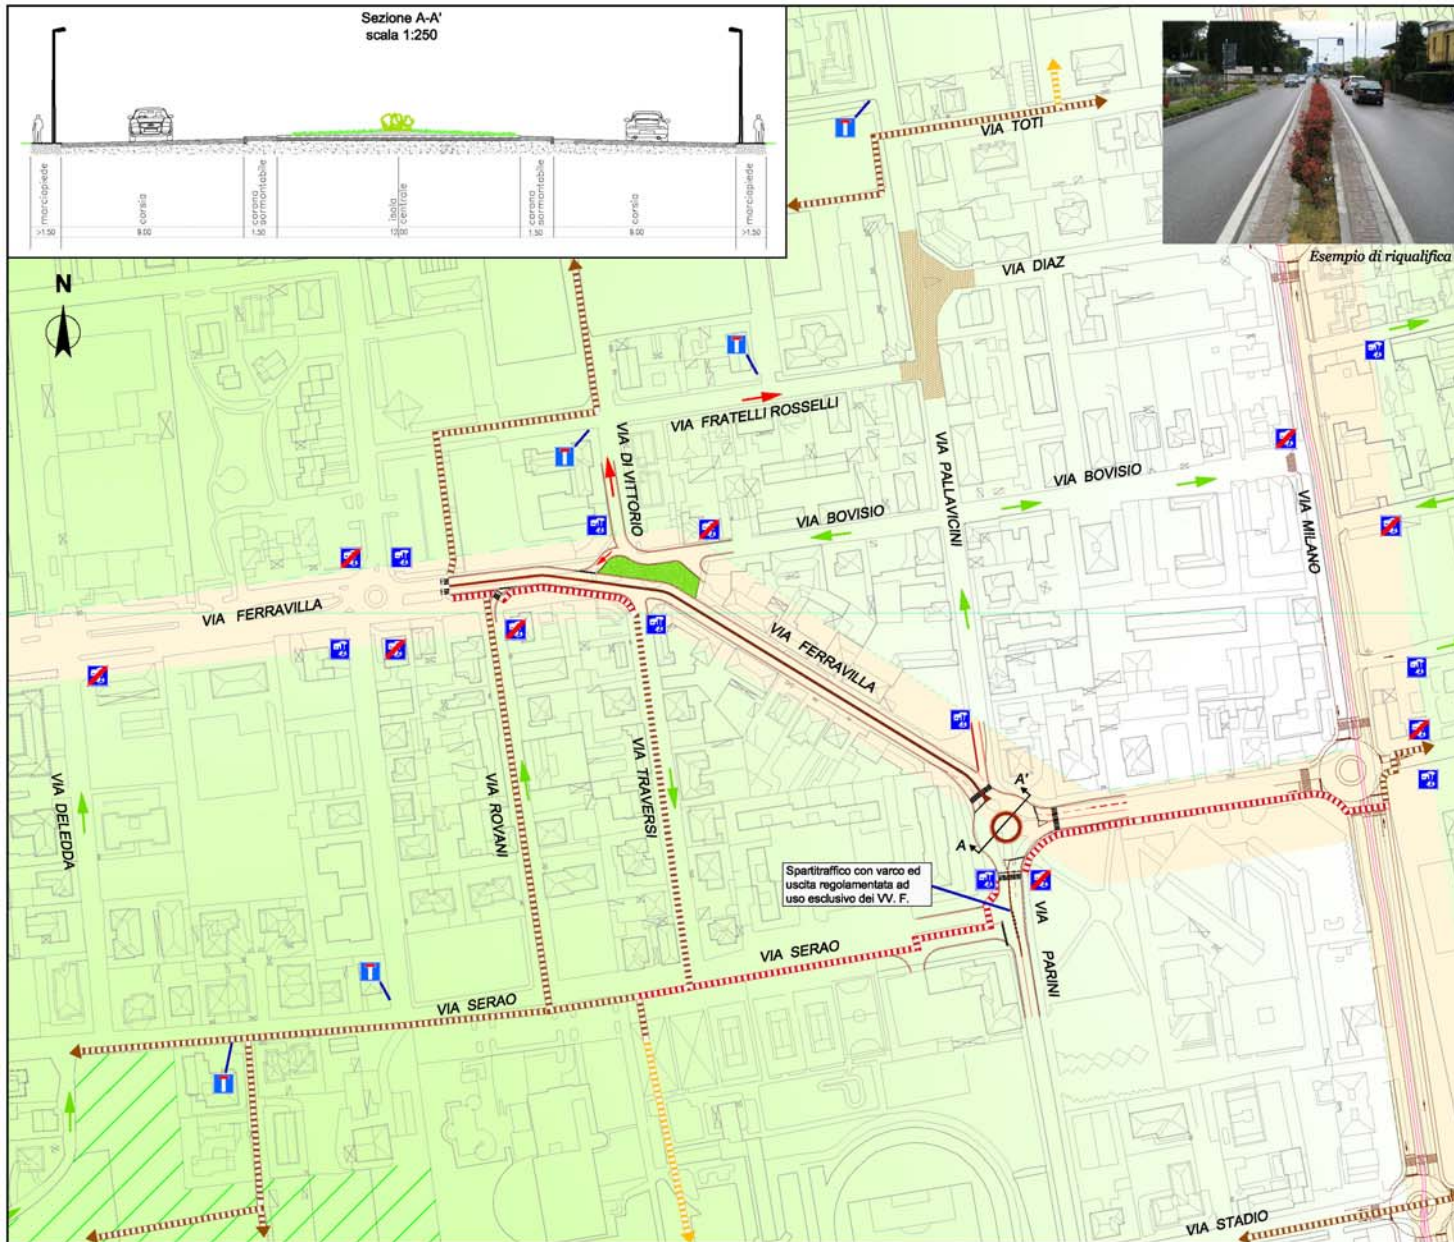 Sezione A-A'
scala 1:250
marciapiede
corsia
corona
sormontabile
isola
centrale
corona
sormontabile
corsia
marciapiede
>1.50
9.00
1.50
12.00
1.50
9.00
>1.50
Esempio di riqualifica
N
VIA TOTI
VIA DIAZ
VIA FRATELLI ROSSELLI
VIA DI VITTORIO
VIA PALLAVICINI
VIA BOVISIO
VIA BOVISIO
VIA MILANO
VIA FERRAVILLA
VIA FERRAVILLA
VIA DELEDDA
VIA ROVANI
VIA TRAVERSI
A'
A
Spartitraffico con varco ed
uscita regolamentata ad
uso esclusivo dei VV. F.
VIA PARINI
VIA SERAO
VIA SERAO
VIA STADIO